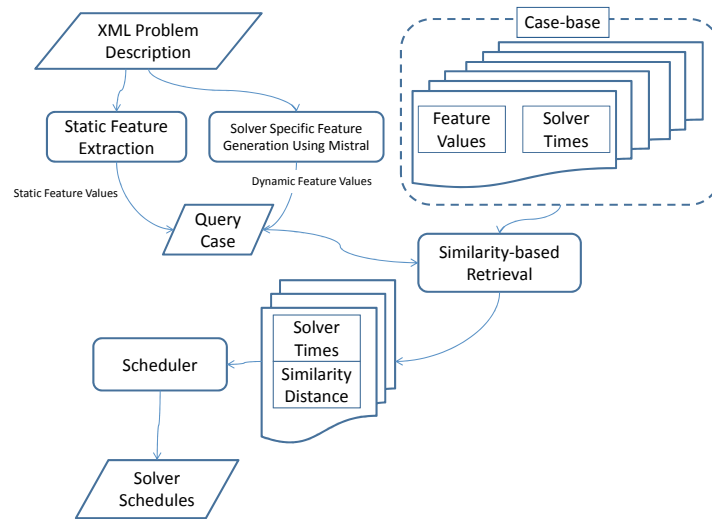 XML Problem
Description
Case-base
Static Feature
Extraction
Solver Specific Feature
Generation Using Mistral
Feature
Values
Solver
Times
Static Feature Values
Dynamic Feature Values
Query
Case
Similarity-based
Retrieval
Solver
Times
Similarity
Distance
Scheduler
Solver
Schedules